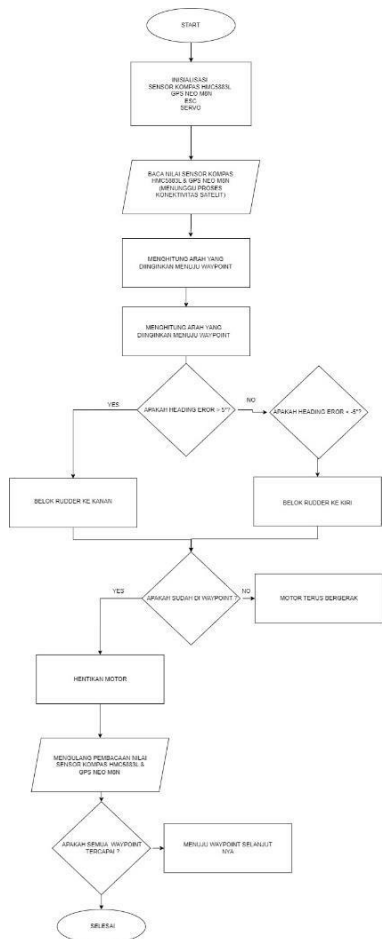 START
INISIALISASI
SENSOR KOMPAS HMC5883L
GPS NEO M8N
ESC
SERVO
BACA NILAI SENSOR KOMPAS
HMC5883L & GPS NEO M8N
(MENUNGGU PROSES
KONEKTIVITAS SATELIT)
MENGHITUNG ARAH YANG
DIINGINKAN MENUJU WAYPOINT
MENGHITUNG ARAH YANG
DIINGINKAN MENUJU WAYPOINT
YES
APAKAH HEADING EROR > 5°?
NO
APAKAH HEADING EROR < -5°?
BELOK RUDDER KE KANAN
BELOK RUDDER KE KIRI
YES
APAKAH SUDAH DI WAYPOINT ?
NO
MOTOR TERUS BERGERAK
HENTIKAN MOTOR
MENGULANG PEMBACAAN NILAI
SENSOR KOMPAS HMC5883L &
GPS NEO M8N
APAKAH SEMUA WAYPOINT
TERCAPAI ?
MENUJU WAYPOINT SELANJUT
NYA
SELESAI